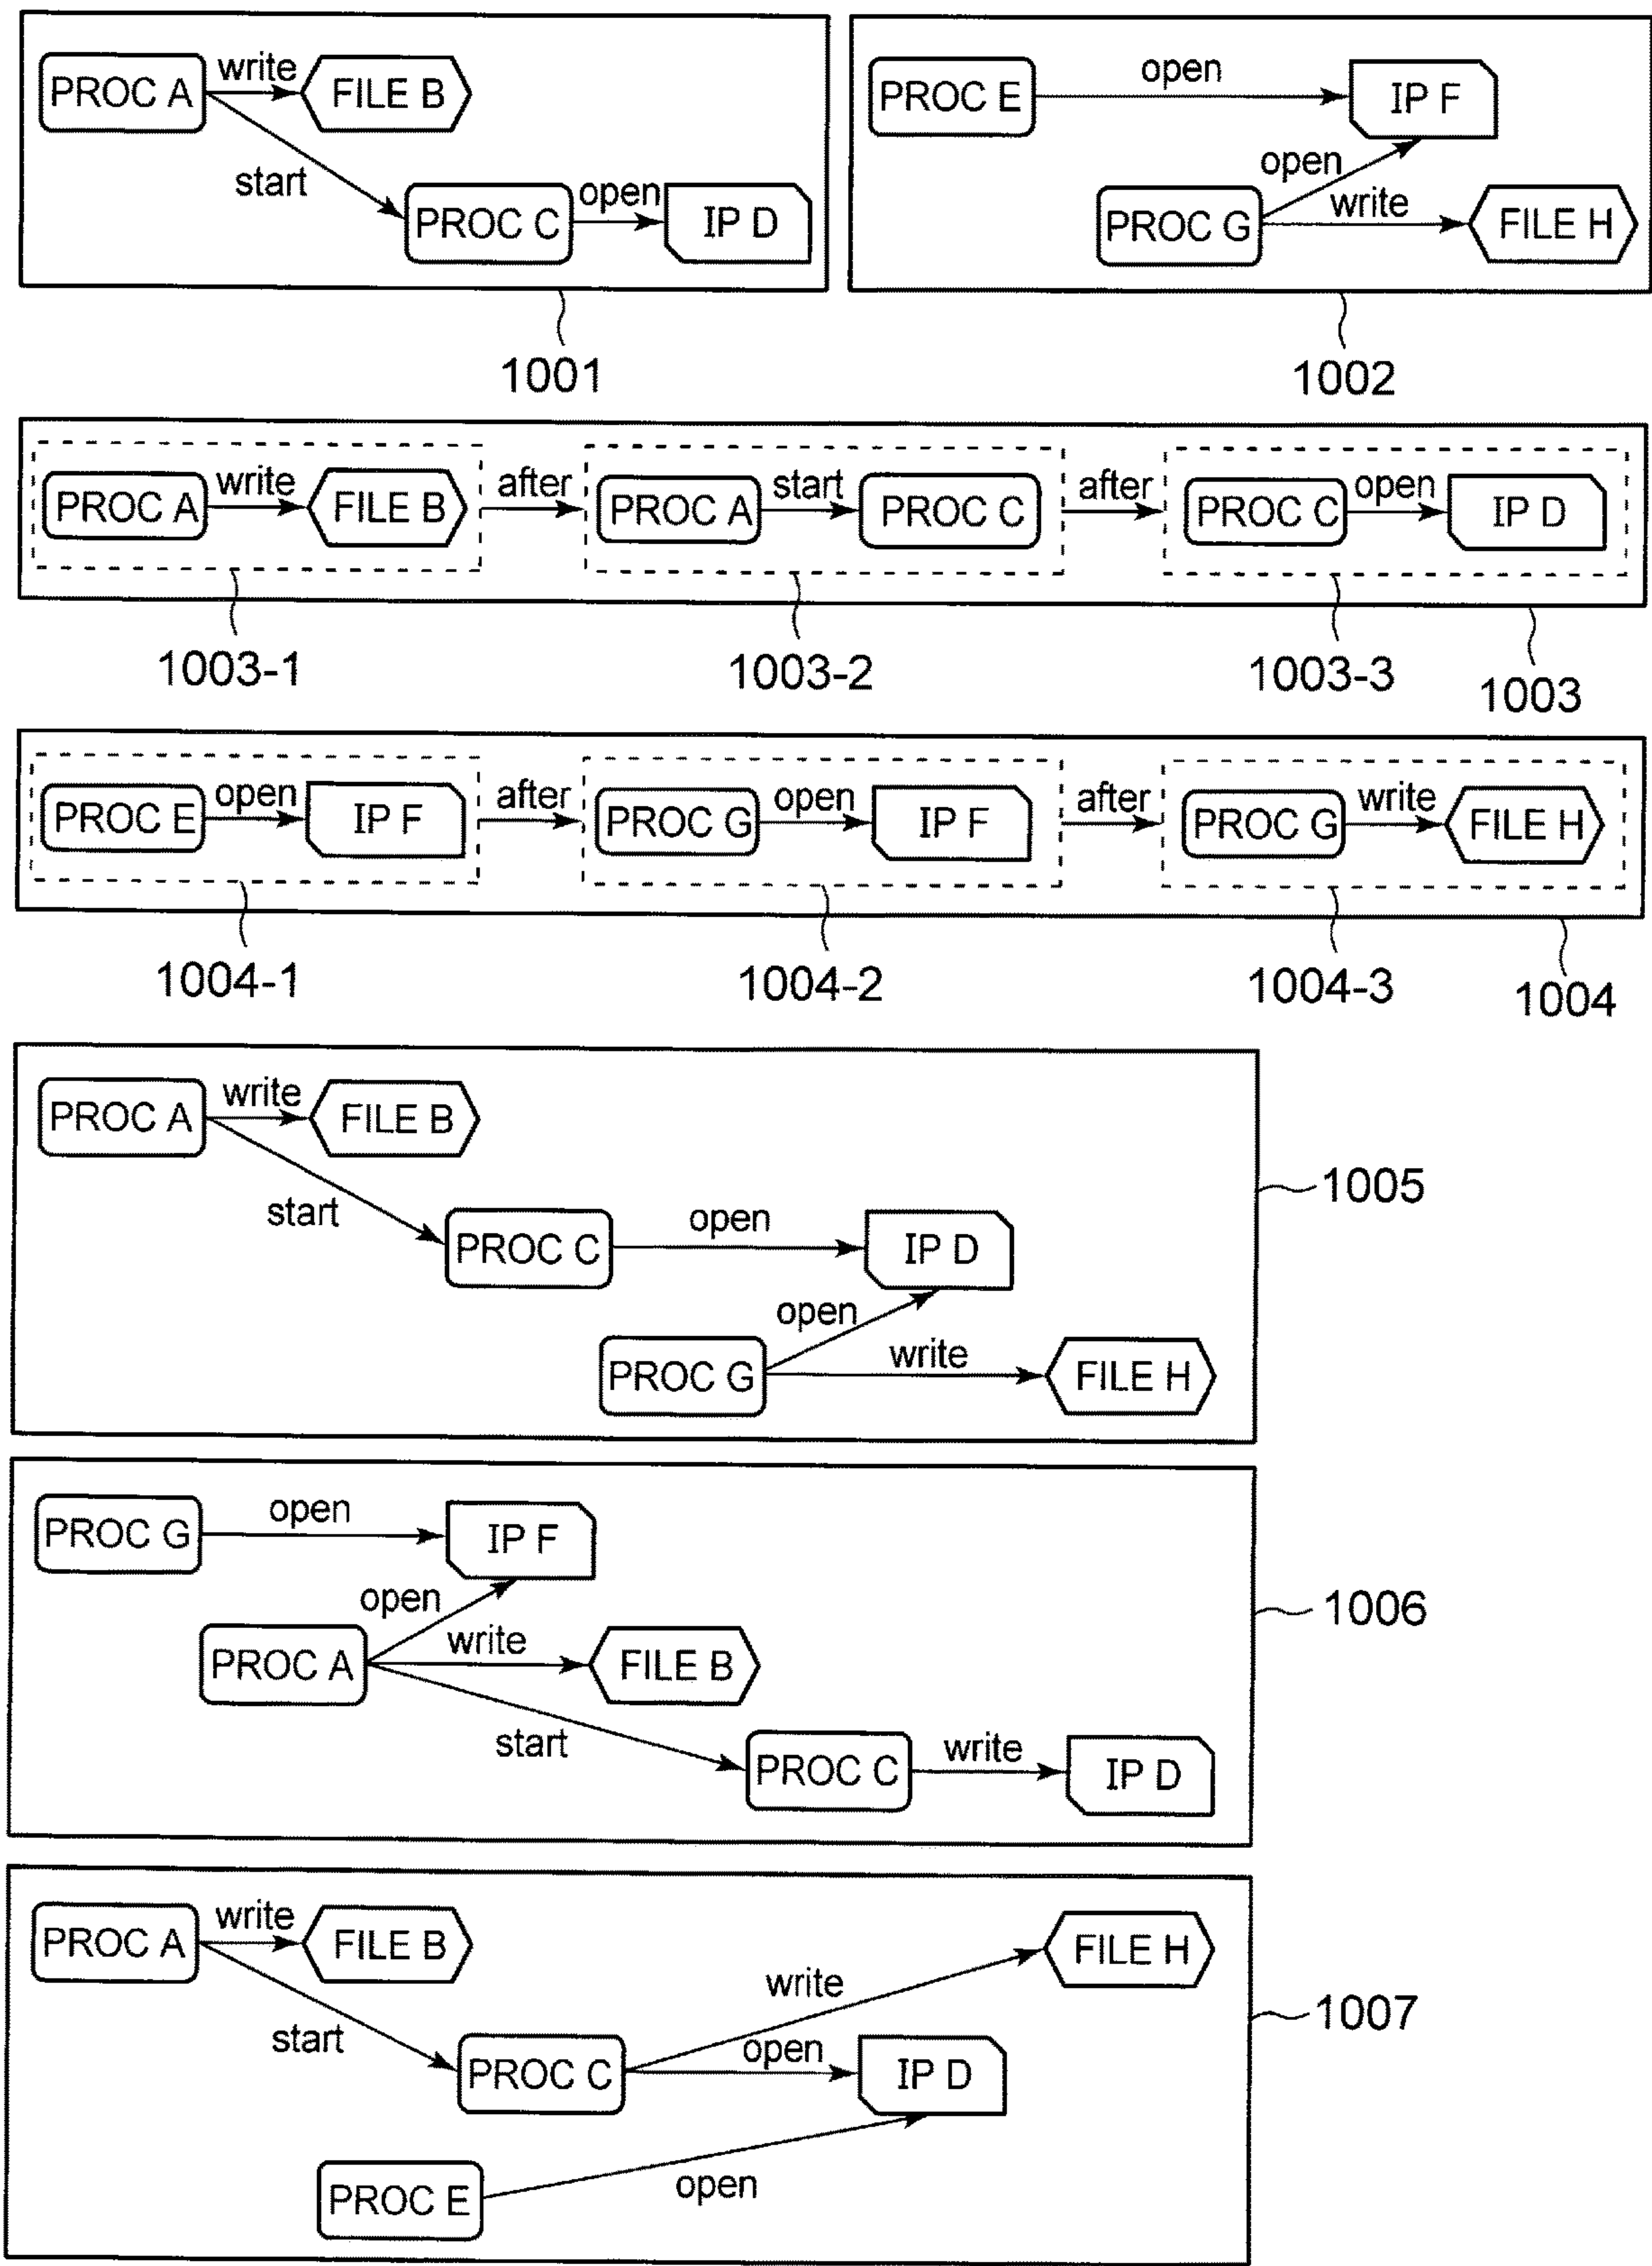 PROC A write FILE B
start
PROC C open IP D
1001
PROC E open IP F
open
PROC G write FILE H
1002
PROC A write FILE B after PROC A start PROC C after PROC C open IP D
1003-1 1003-2 1003-3 1003
PROC E open IP F after PROC G open IP F after PROC G write FILE H
1004-1 1004-2 1004-3 1004
PROC A write FILE B
start
PROC C open IP D
open
PROC G write FILE H
1005
PROC G open IP F
open
PROC A write FILE B
start
PROC C write IP D
1006
PROC A write FILE B FILE H
write
start
PROC C open IP D
PROC E open
1007